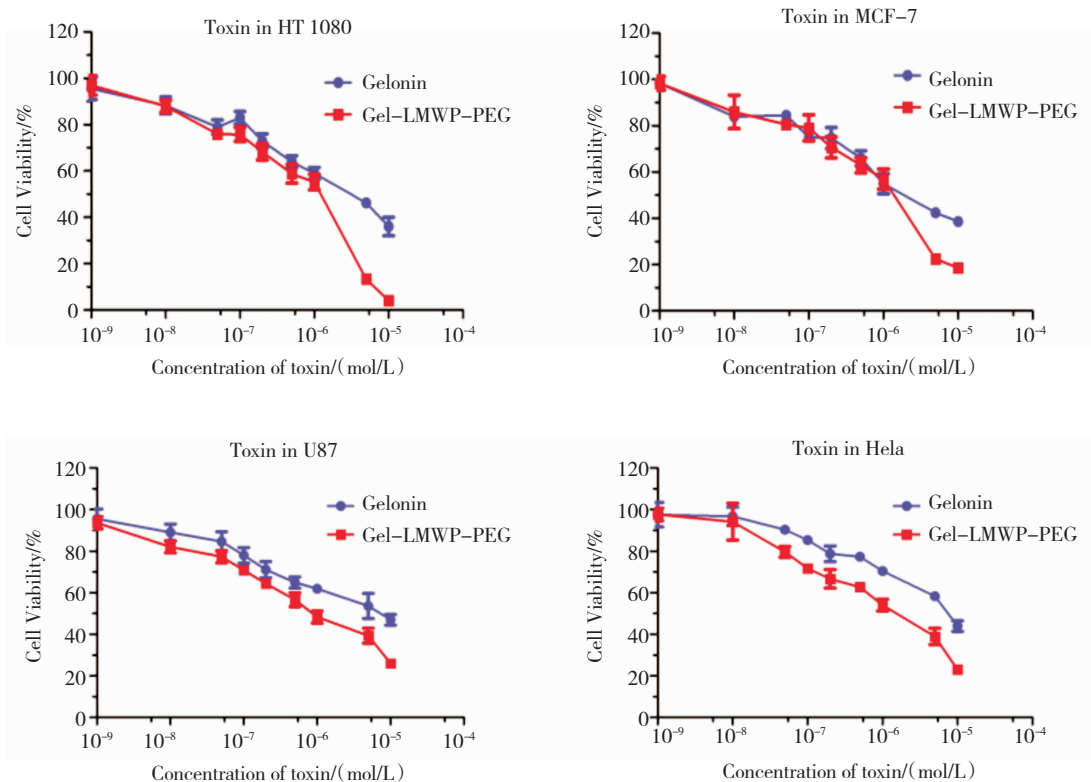 Toxin in HT 1080
120
100
80
60
40
20
0
Cell Viability/%
Gelonin
Gel-LMWP-PEG
10⁻⁹ 10⁻⁸ 10⁻⁷ 10⁻⁶ 10⁻⁵ 10⁻⁴
Concentration of toxin/(mol/L)
Toxin in MCF-7
120
100
80
60
40
20
0
Cell Viability/%
Gelonin
Gel-LMWP-PEG
10⁻⁹ 10⁻⁸ 10⁻⁷ 10⁻⁶ 10⁻⁵ 10⁻⁴
Concentration of toxin/(mol/L)
Toxin in U87
120
100
80
60
40
20
0
Cell Viability/%
Gelonin
Gel-LMWP-PEG
10⁻⁹ 10⁻⁸ 10⁻⁷ 10⁻⁶ 10⁻⁵ 10⁻⁴
Concentration of toxin/(mol/L)
Toxin in Hela
120
100
80
60
40
20
0
Cell Viability/%
Gelonin
Gel-LMWP-PEG
10⁻⁹ 10⁻⁸ 10⁻⁷ 10⁻⁶ 10⁻⁵ 10⁻⁴
Concentration of toxin/(mol/L)